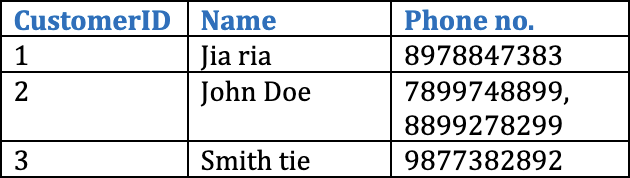 CustomerID Name Phone no.
1 Jia ria 8978847383
2 John Doe 7899748899,
8899278299
3 Smith tie 9877382892